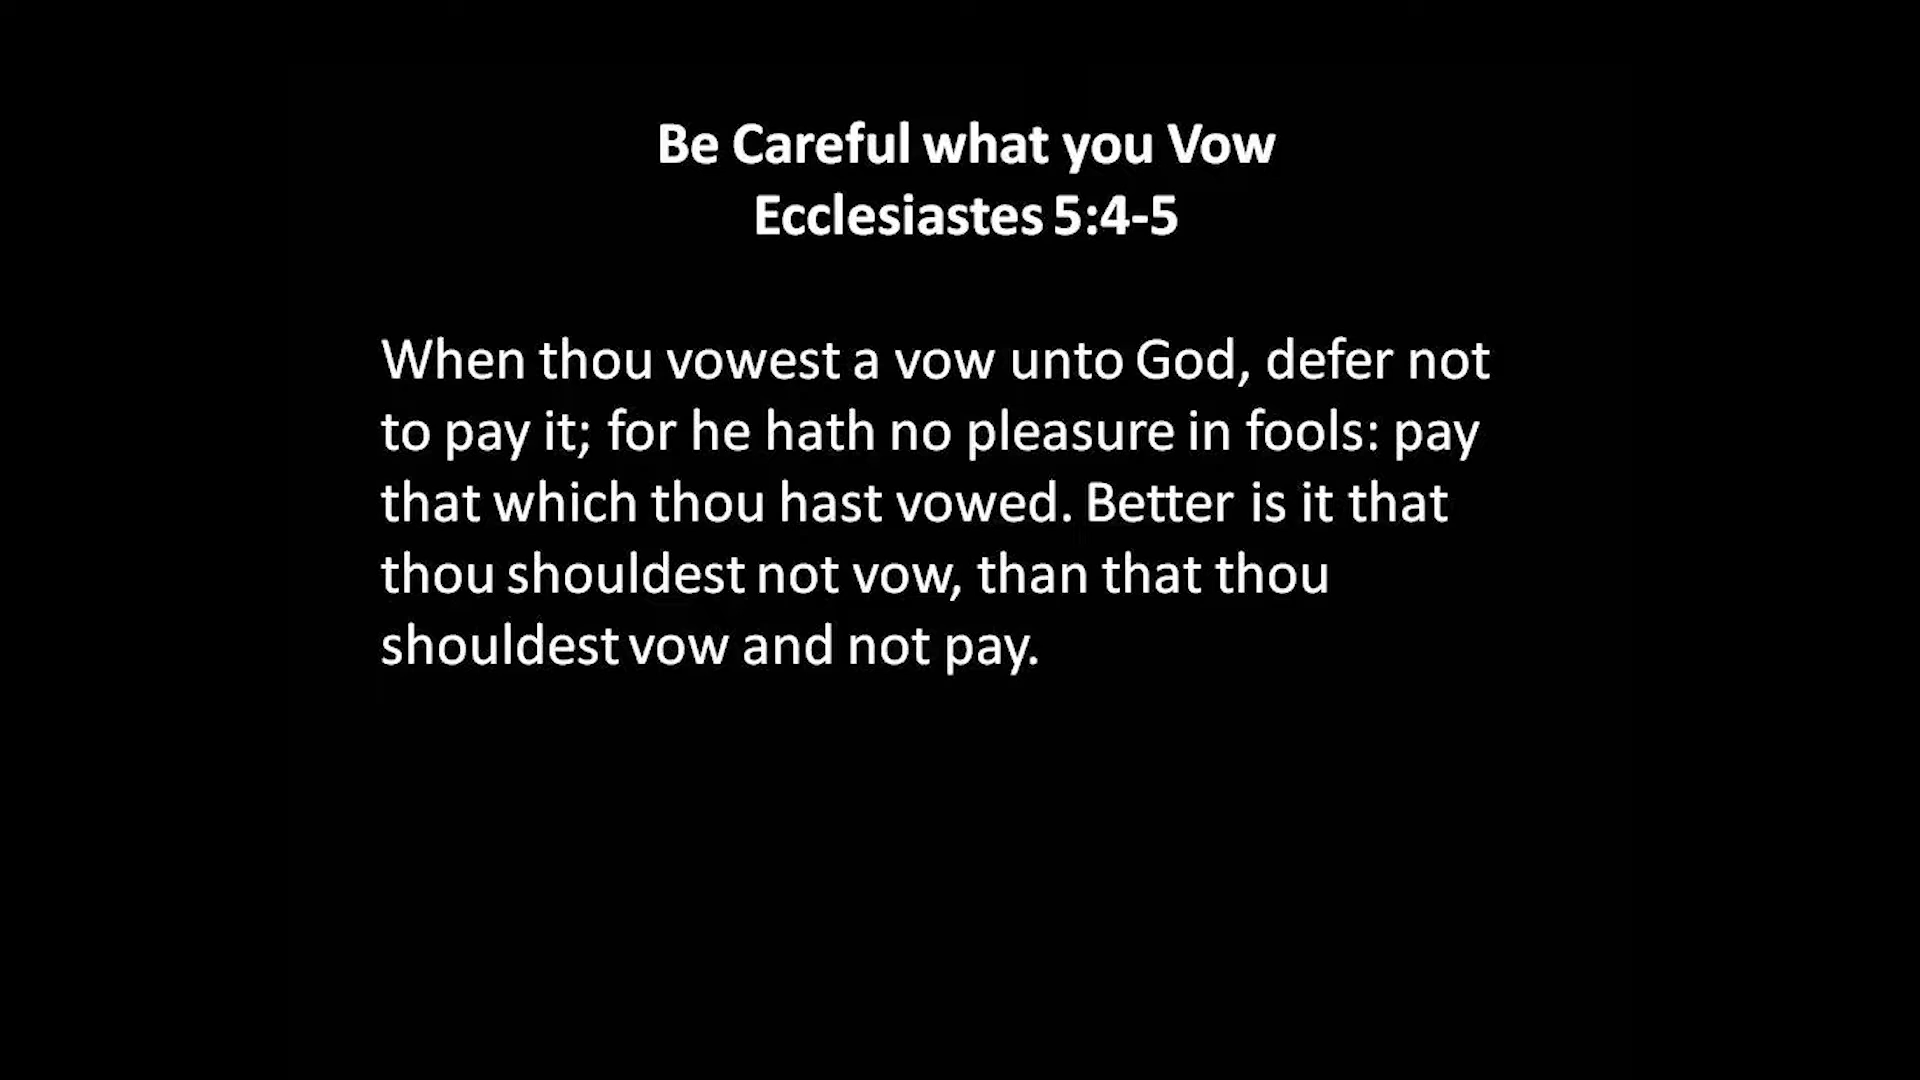 Be Careful what you Vow
Ecclesiastes 5:4-5
When thou vowest a vow unto God, defer not
to pay it; for he hath no pleasure in fools: pay
that which thou hast vowed. Better is it that
thou shouldest not vow, than that thou
shouldest vow and not pay.